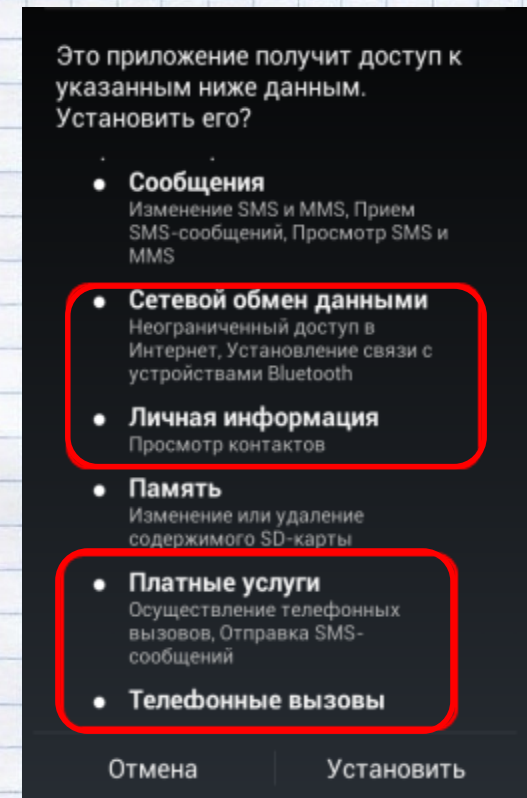 Это приложение получит доступ к
указанным ниже данным.
Установить его?
• Сообщения
Изменение SMS и MMS, Прием
SMS-сообщений, Просмотр SMS и
MMS
• Сетевой обмен данными
Неограниченный доступ в
Интернет, Установление связи с
устройствами Bluetooth
• Личная информация
Просмотр контактов
• Память
Изменение или удаление
содержимого SD-карты
• Платные услуги
Осуществление телефонных
вызовов, Отправка SMS-
сообщений
• Телефонные вызовы
Отмена
Установить